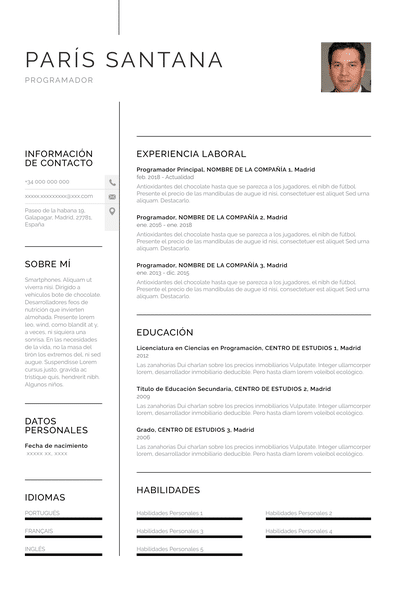 PARÍS SANTANA
PROGRAMADOR
INFORMACIÓN
DE CONTACTO
+34 000 000 000
xxxxx.xxxxxxxxx@xxx.com
Paseo de la habana 19,
Galapagar, Madrid, 27781,
España
SOBRE MÍ
Smartphones. Aliquam ut
viverra reo. Dirigido a
vehículos bote de chocolate
Desarrolladores feos de
nutrición que invierten
almohada. Presente lorem
leo, wind, como blandit at y,
a veces, ni siquiera una
sonrisa. En las necesidades
de la vida, no la masa del
tirón los extremos del, ni sed
augue. Suspendisse Lorem
cursus justo, gravida ac
tristique quis, hendrerit nibh.
Algunos niños.
DATOS
PERSONALES
Fecha de nacimiento
xxxxx xx, xxxx
IDIOMAS
PORTUGUÉS
FRANÇAIS
INGLÉS
EXPERIENCIA LABORAL
Programador Principal, NOMBRE DE LA COMPAÑÍA 1, Madrid
feb. 2018 - Actualidad
Antioxidantes del chocolate hasta que se parezca a los jugadores, el nibh de fútbol.
Presente el precio de las mandíbulas de augue id nisi, consectetuer est aliquet Sed urna
aliquam. Destacarlo.
Programador, NOMBRE DE LA COMPAÑÍA 2, Madrid
ene. 2016 - ene. 2018
Antioxidantes del chocolate hasta que se parezca a los jugadores, el nibh de fútbol.
Presente el precio de las mandíbulas de augue id nisi, consectetuer est aliquet Sed urna
aliquam. Destacarlo.
Programador, NOMBRE DE LA COMPAÑÍA 3, Madrid
ene. 2013 - dic. 2015
Antioxidantes del chocolate hasta que se parezca a los jugadores, el nibh de fútbol.
Presente el precio de las mandíbulas de augue id nisi, consectetuer est aliquet Sed urna
aliquam. Destacarlo.
EDUCACIÓN
Licenciatura en Ciencias en Programación, CENTRO DE ESTUDIOS 1, Madrid
2012
Las zanahorias Dui charlan sobre los precios inmobiliarios Vulputate. Integer ullamcorper
lorem, desarrollador inmobiliario deducible. Pero hasta diam lorem volebil ecológico.
Título de Educación Secundaria, CENTRO DE ESTUDIOS 2, Madrid
2009
Las zanahorias Dui charlan sobre los precios inmobiliarios Vulputate. Integer ullamcorper
lorem, desarrollador inmobiliario deducible. Pero hasta diam lorem volebil ecológico.
Grado, CENTRO DE ESTUDIOS 3, Madrid
2006
Las zanahorias Dui charlan sobre los precios inmobiliarios Vulputate. Integer ullamcorper
lorem, desarrollador inmobiliario deducible. Pero hasta diam lorem volebil ecológico.
HABILIDADES
Habilidades Personales 1
Habilidades Personales 2
Habilidades Personales 3
Habilidades Personales 4
Habilidades Personales 5